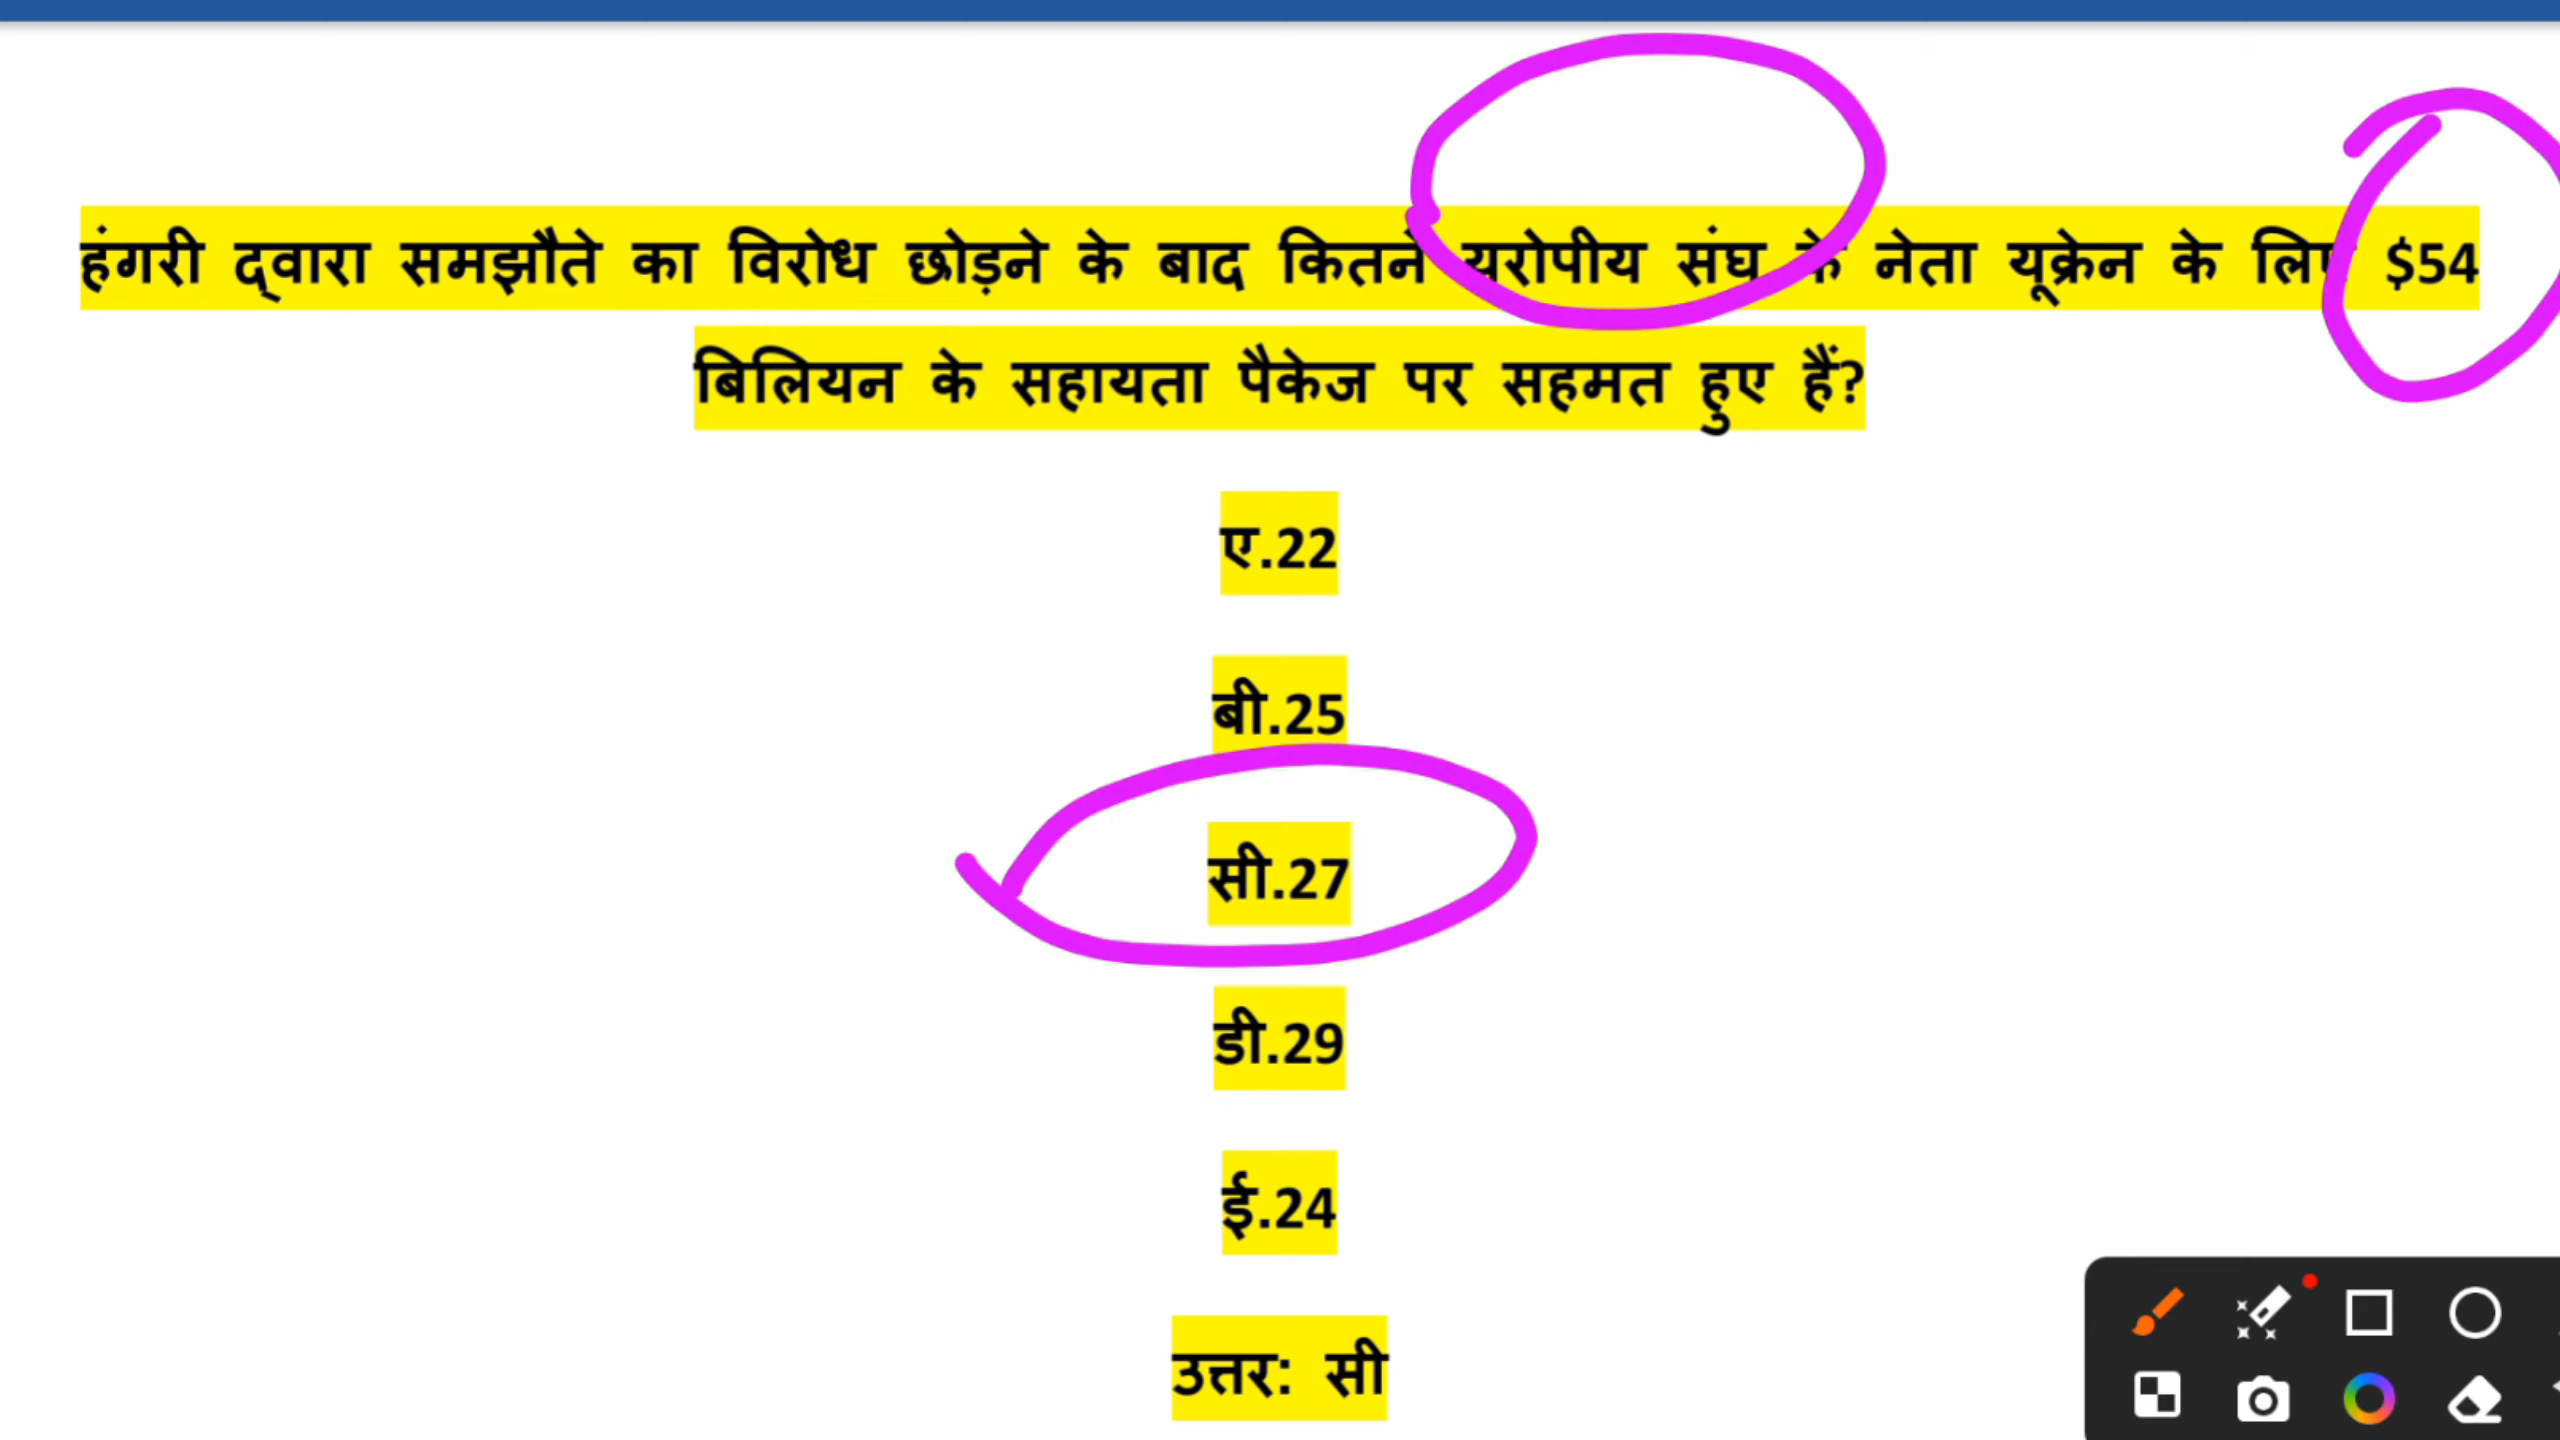 हंगरी द्वारा समझौते का विरोध छोड़ने के बाद कितने यूरोपीय संघ के नेता यूक्रेन के लिए $54
बिलियन के सहायता पैकेज पर सहमत हुए हैं?
ए.22
बी.25
सी.27
डी.29
ई.24
उत्तर: सी